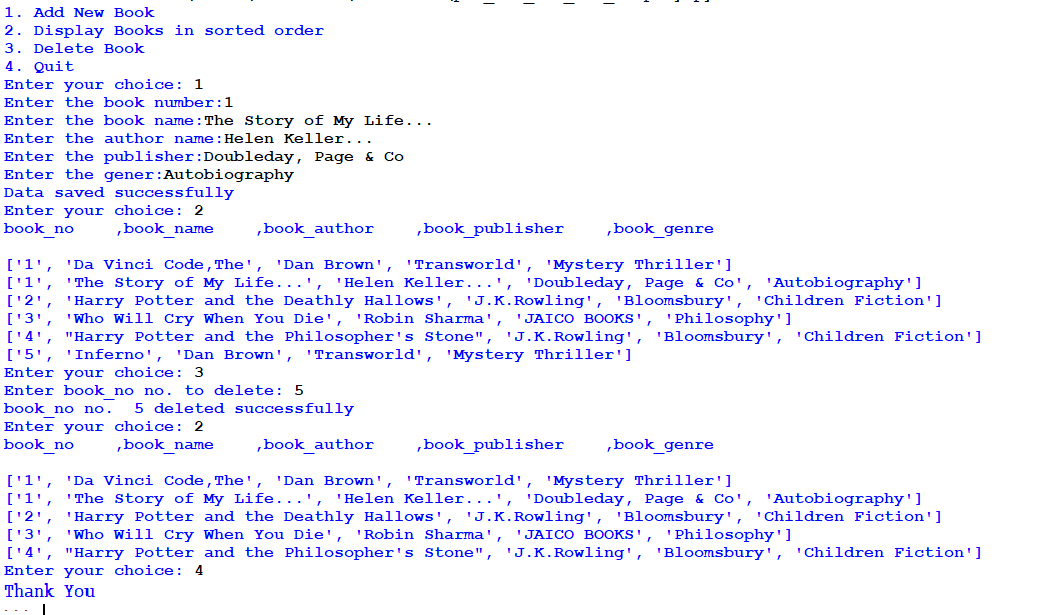 1. Add New Book
2. Display Books in sorted order
3. Delete Book
4. Quit
Enter your choice: 1
Enter the book number:1
Enter the book name:The Story of My Life...
Enter the author name:Helen Keller...
Enter the publisher:Doubleday, Page & Co
Enter the gener:Autobiography
Data saved successfully
Enter your choice: 2
book_no    ,book_name    ,book_author    ,book_publisher    ,book_genre
['1', 'Da Vinci Code,The', 'Dan Brown', 'Transworld', 'Mystery Thriller']
['1', 'The Story of My Life...', 'Helen Keller...', 'Doubleday, Page & Co', 'Autobiography']
['2', 'Harry Potter and the Deathly Hallows', 'J.K.Rowling', 'Bloomsbury', 'Children Fiction']
['3', 'Who Will Cry When You Die', 'Robin Sharma', 'JAICO BOOKS', 'Philosophy']
['4', "Harry Potter and the Philosopher's Stone", 'J.K.Rowling', 'Bloomsbury', 'Children Fiction']
['5', 'Inferno', 'Dan Brown', 'Transworld', 'Mystery Thriller']
Enter your choice: 3
Enter book_no no. to delete: 5
book_no no.  5 deleted successfully
Enter your choice: 2
book_no    ,book_name    ,book_author    ,book_publisher    ,book_genre
['1', 'Da Vinci Code,The', 'Dan Brown', 'Transworld', 'Mystery Thriller']
['1', 'The Story of My Life...', 'Helen Keller...', 'Doubleday, Page & Co', 'Autobiography']
['2', 'Harry Potter and the Deathly Hallows', 'J.K.Rowling', 'Bloomsbury', 'Children Fiction']
['3', 'Who Will Cry When You Die', 'Robin Sharma', 'JAICO BOOKS', 'Philosophy']
['4', "Harry Potter and the Philosopher's Stone", 'J.K.Rowling', 'Bloomsbury', 'Children Fiction']
Enter your choice: 4
Thank You